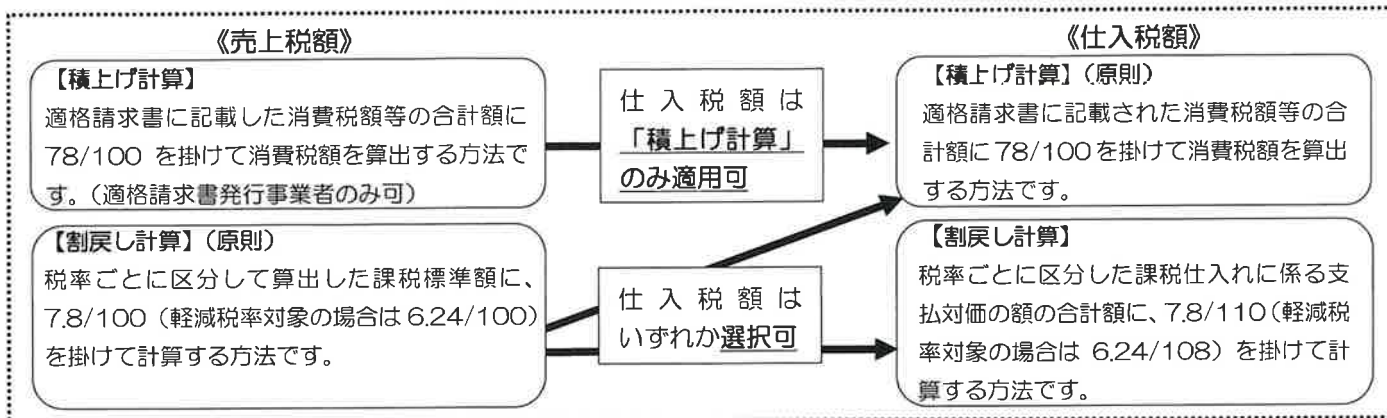 《売上税額》
【積上げ計算】
適格請求書に記載した消費税額等の合計額に
78/100 を掛けて消費税額を算出する方法で
す。（適格請求書発行事業者のみ可）
【割戻し計算】（原則）
税率ごとに区分して算出した課税標準額に、
7.8/100（軽減税率対象の場合は 6.24/100）
を掛けて計算する方法です。
仕入税額は
「積上げ計算」
のみ適用可
仕入税額は
いずれか選択可
《仕入税額》
【積上げ計算】（原則）
適格請求書に記載された消費税額等の合
計額に 78/100 を掛けて消費税額を算出
する方法です。
【割戻し計算】
税率ごとに区分した課税仕入れに係る支
払対価の額の合計額に、7.8/110（軽減税
率対象の場合は 6.24/108）を掛けて計
算する方法です。